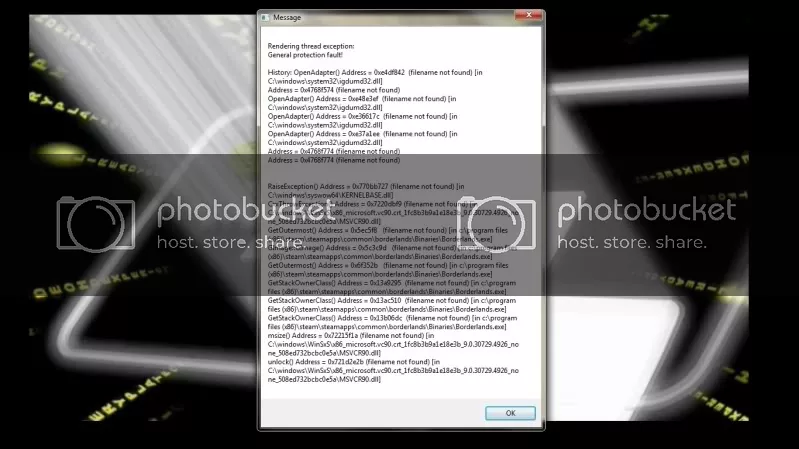 Message
Rendering thread exception:
General protection fault!
History: OpenAdapter() Address = 0xe4df842 (filename not found) [in
C:\windows\system32\igdumd32.dll]
Address = 0x4768f574 (filename not found)
OpenAdapter() Address = 0xe48e3ef (filename not found) [in
C:\windows\system32\igdumd32.dll]
OpenAdapter() Address = 0xe36617c (filename not found) [in
C:\windows\system32\igdumd32.dll]
OpenAdapter() Address = 0xe37a1ee (filename not found) [in
C:\windows\system32\igdumd32.dll]
Address = 0x4768f774 (filename not found)
Address = 0x4768f774 (filename not found)
RaiseException() Address = 0x770bb727 (filename not found) [in
C:\windows\syswow64\KERNELBASE.dll]
Address = 0x7220dbf9 (filename not found) [in
C:\windows\WinSxS\x86_microsoft.vc90.crt_1fc8b3b9a1e18e3b_9.0.30729.4926_no
ne_508ed732bcbc0e5a\MSVCR90.dll]
GetOutermost() Address = 0x5ec5f8 (filename not found) [in c:\program files
(x86)\steam\steamapps\common\borderlands\Binaries\Borderlands.exe]
Address = 0x5c3c9d (filename not found) [in c:\program files
(x86)\steam\steamapps\common\borderlands\Binaries\Borderlands.exe]
GetOutermost() Address = 0x6f352b (filename not found) [in c:\program files
(x86)\steam\steamapps\common\borderlands\Binaries\Borderlands.exe]
GetStackOwnerClass() Address = 0x13a9295 (filename not found) [in c:\program
files (x86)\steam\steamapps\common\borderlands\Binaries\Borderlands.exe]
GetStackOwnerClass() Address = 0x13ac510 (filename not found) [in c:\program
files (x86)\steam\steamapps\common\borderlands\Binaries\Borderlands.exe]
GetStackOwnerClass() Address = 0x13b06dc (filename not found) [in c:\program
files (x86)\steam\steamapps\common\borderlands\Binaries\Borderlands.exe]
msize() Address = 0x72215f1a (filename not found) [in
C:\windows\WinSxS\x86_microsoft.vc90.crt_1fc8b3b9a1e18e3b_9.0.30729.4926_no
ne_508ed732bcbc0e5a\MSVCR90.dll]
unlock() Address = 0x721d2e2b (filename not found) [in
C:\windows\WinSxS\x86_microsoft.vc90.crt_1fc8b3b9a1e18e3b_9.0.30729.4926_no
ne_508ed732bcbc0e5a\MSVCR90.dll]
OK
photobucket
host. store. share.
photobucket
host. store. share.